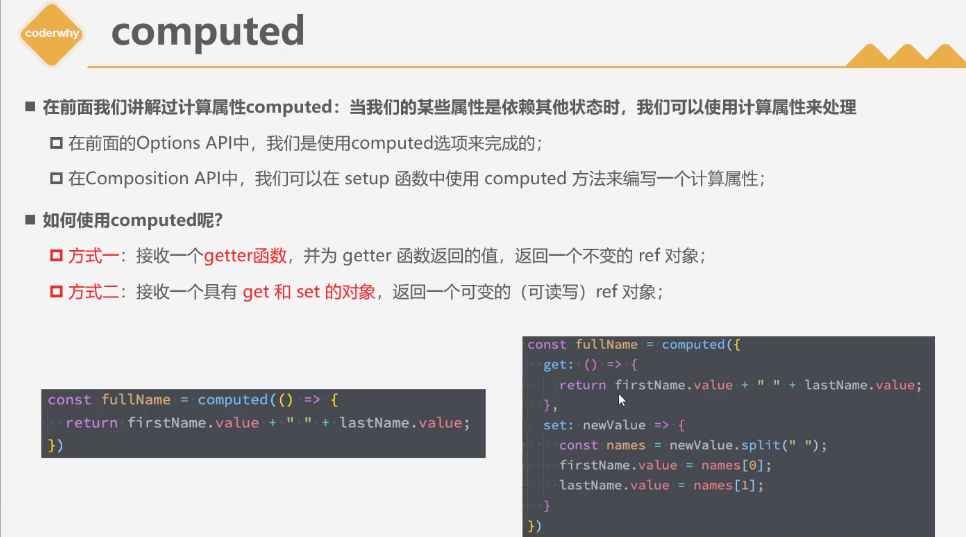 coderwhy
computed
在前面我们讲解过计算属性computed：当我们的某些属性是依赖其他状态时，我们可以使用计算属性来处理
在前面的Options API中，我们是使用computed选项来完成的；
在Composition API中，我们可以在 setup 函数中使用 computed 方法来编写一个计算属性；
如何使用computed呢？
方式一：接收一个getter函数，并为 getter 函数返回的值，返回一个不变的 ref 对象；
方式二：接收一个具有 get 和 set 的对象，返回一个可变的（可读写）ref 对象；
const fullName = computed(() => {
  return firstName.value + " " + lastName.value;
})
const fullName = computed({
  get: () => {
    return firstName.value + " " + lastName.value;
  },
  set: newValue => {
    const names = newValue.split(" ");
    firstName.value = names[0];
    lastName.value = names[1];
  }
})